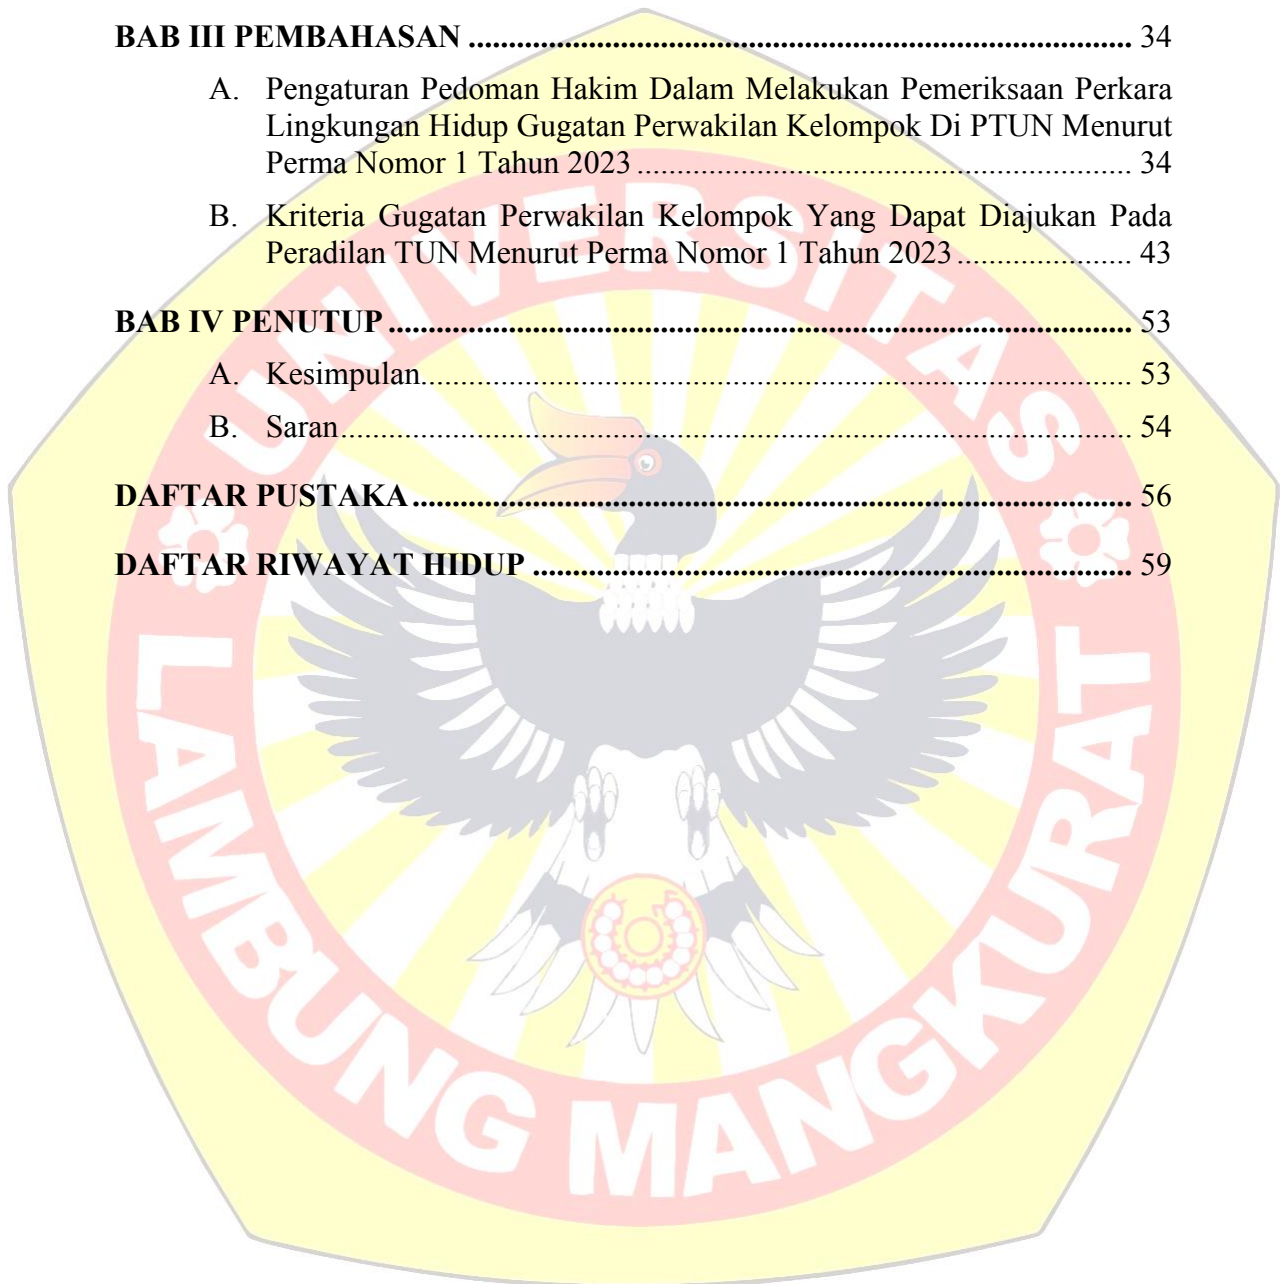 BAB III PEMBAHASAN .................................................................................. 34
A. Pengaturan Pedoman Hakim Dalam Melakukan Pemeriksaan Perkara
Lingkungan Hidup Gugatan Perwakilan Kelompok Di PTUN Menurut
Perma Nomor 1 Tahun 2023 .............................................................. 34
B. Kriteria Gugatan Perwakilan Kelompok Yang Dapat Diajukan Pada
Peradilan TUN Menurut Perma Nomor 1 Tahun 2023 ...................... 43
BAB IV PENUTUP ............................................................................................ 53
A. Kesimpulan......................................................................................... 53
B. Saran................................................................................................... 54
DAFTAR PUSTAKA ......................................................................................... 56
DAFTAR RIWAYAT HIDUP .......................................................................... 59
UNIVERSITAS
LAMBUNG MANGKURAT